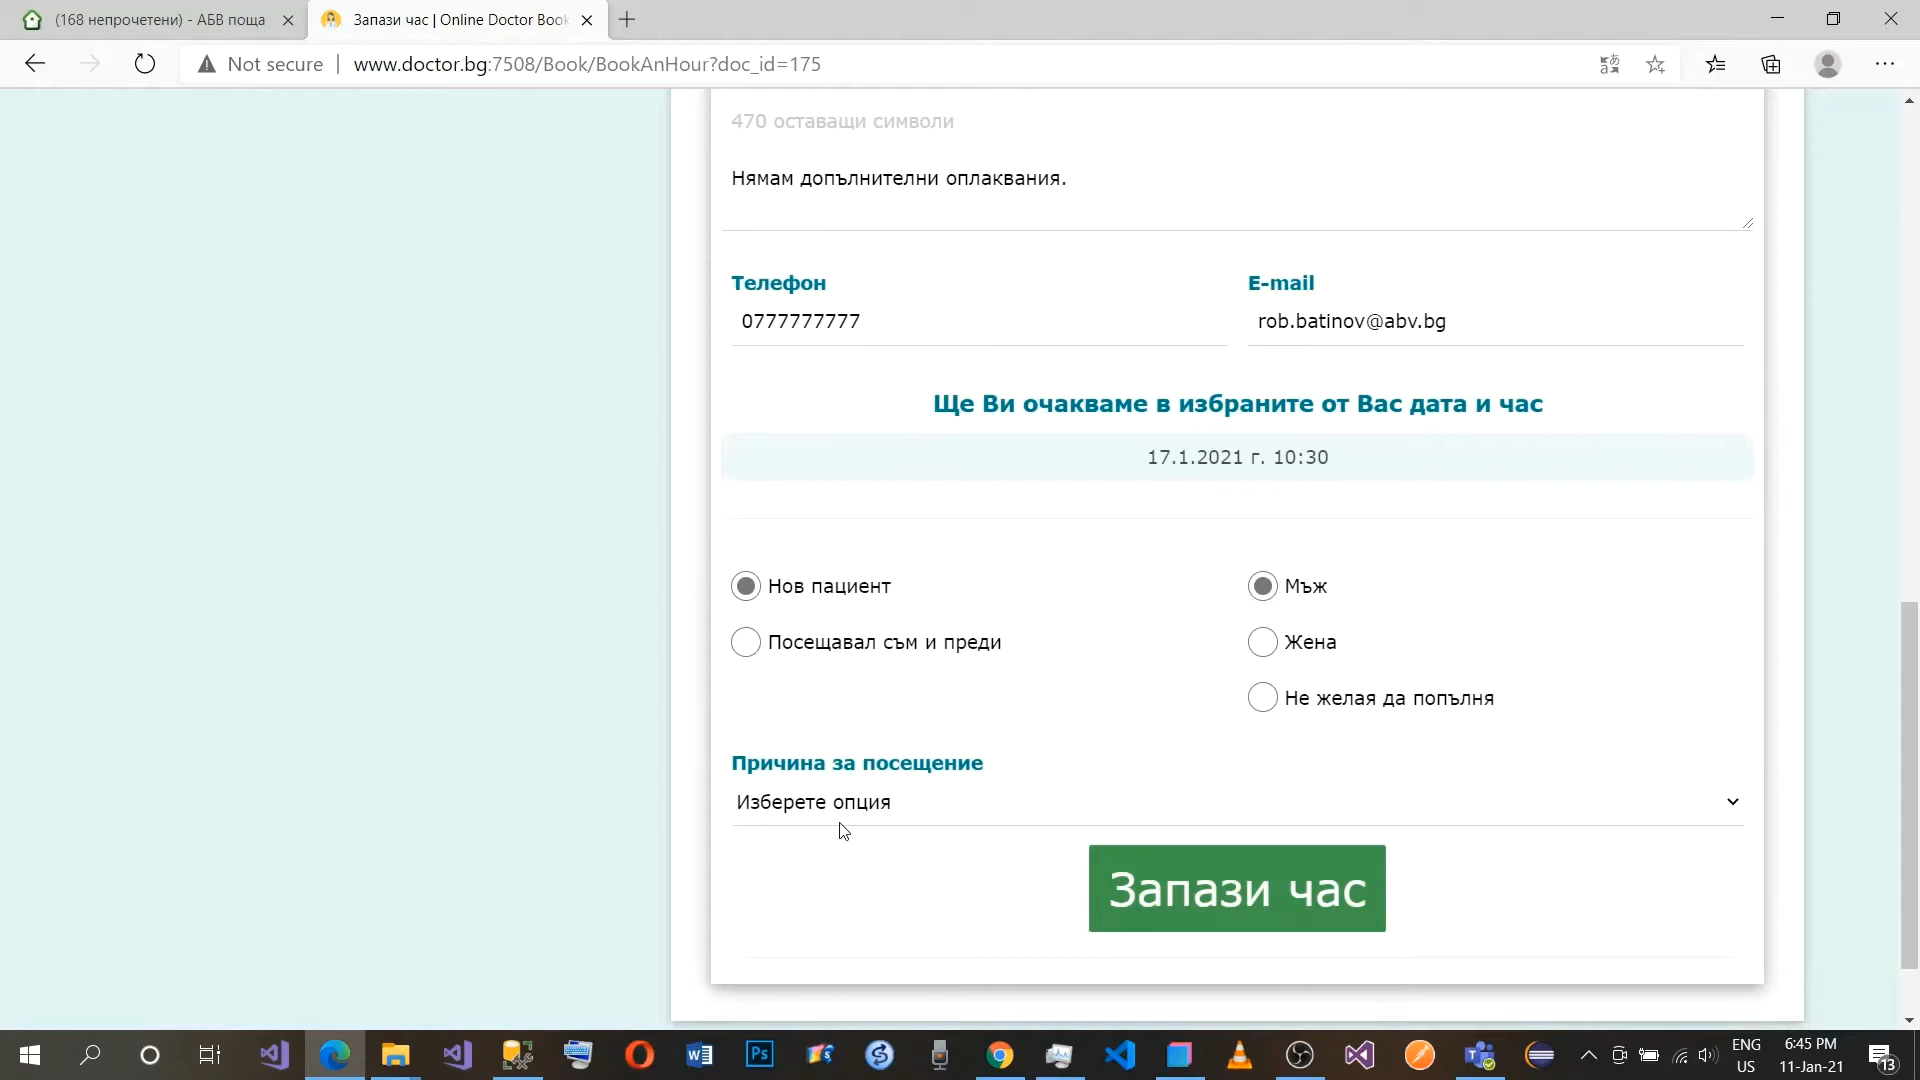 (168 непрочетени) - АБВ поща
Запази час | Online Doctor Book
Not secure | www.doctor.bg:7508/Book/BookAnHour?doc_id=175
470 оставащи символи
Нямам допълнителни оплаквания.
Телефон
E-mail
0777777777
rob.batinov@abv.bg
Ще Ви очакваме в избраните от Вас дата и час
17.1.2021 г. 10:30
Нов пациент
Мъж
Посещавал съм и преди
Жена
Не желая да попълня
Причина за посещение
Изберете опция
Запази час
ENG
US
6:45 PM
11-Jan-21
13